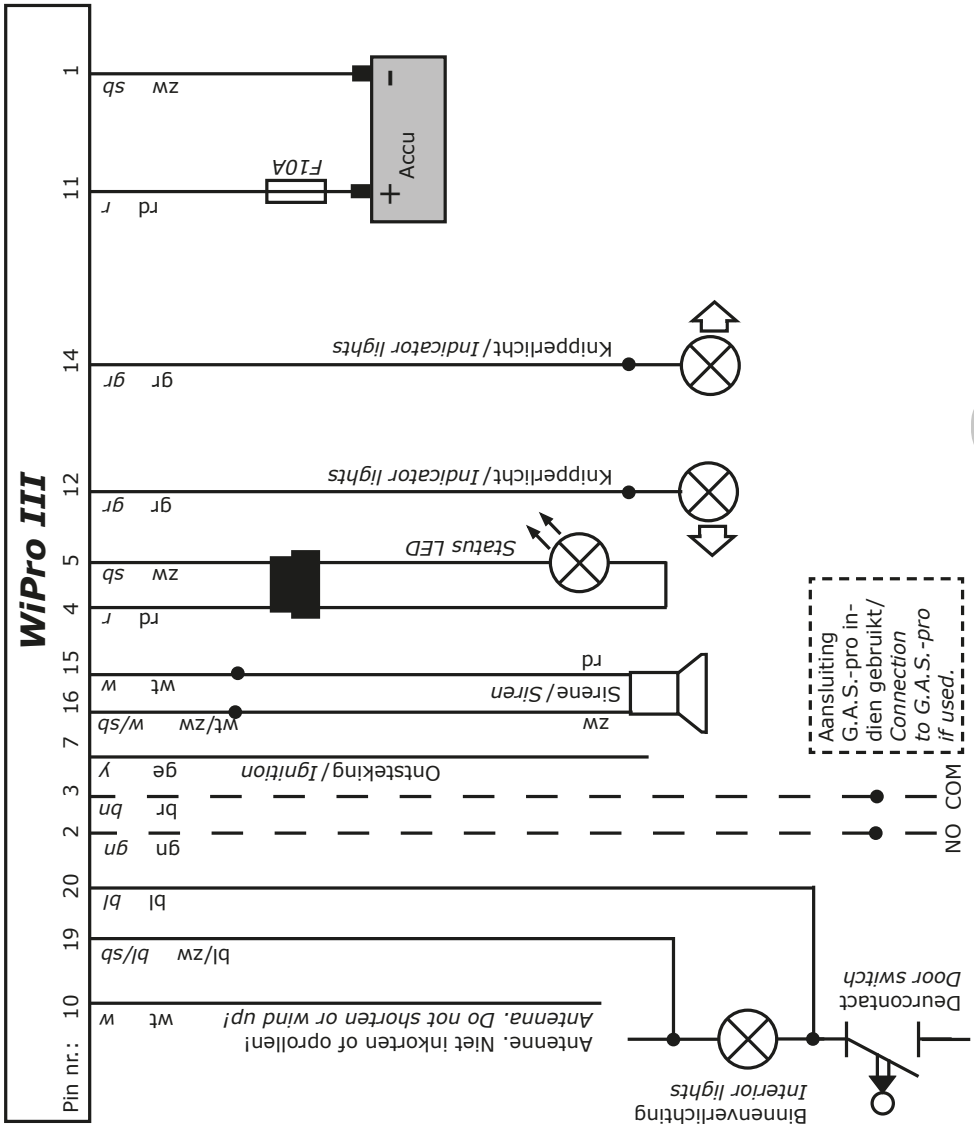 WiPro III
Pin nr.:
10
19
20
2
3
7
16
15
4
5
12
14
11
1
w wt
bl/sb bl/zw
bl bl
gn gn
bn br
y ge
w/sb wt/zw
w wt
r rd
sb zw
gr gr
gr gr
r rd
sb zw
Antenne. Niet inkorten of oprollen!
Antenna. Do not shorten or wind up!
Ontsteking/Ignition
Sirene/Siren
zw
rd
Status LED
Knipperlicht/Indicator lights
Knipperlicht/Indicator lights
F10A
+
-
Accu
Binnenverlichting
Interior lights
Deurcontact
Door switch
NO COM
Aansluiting
G.A.S.-pro in-
dien gebruikt/
Connection
to G.A.S.-pro
if used.